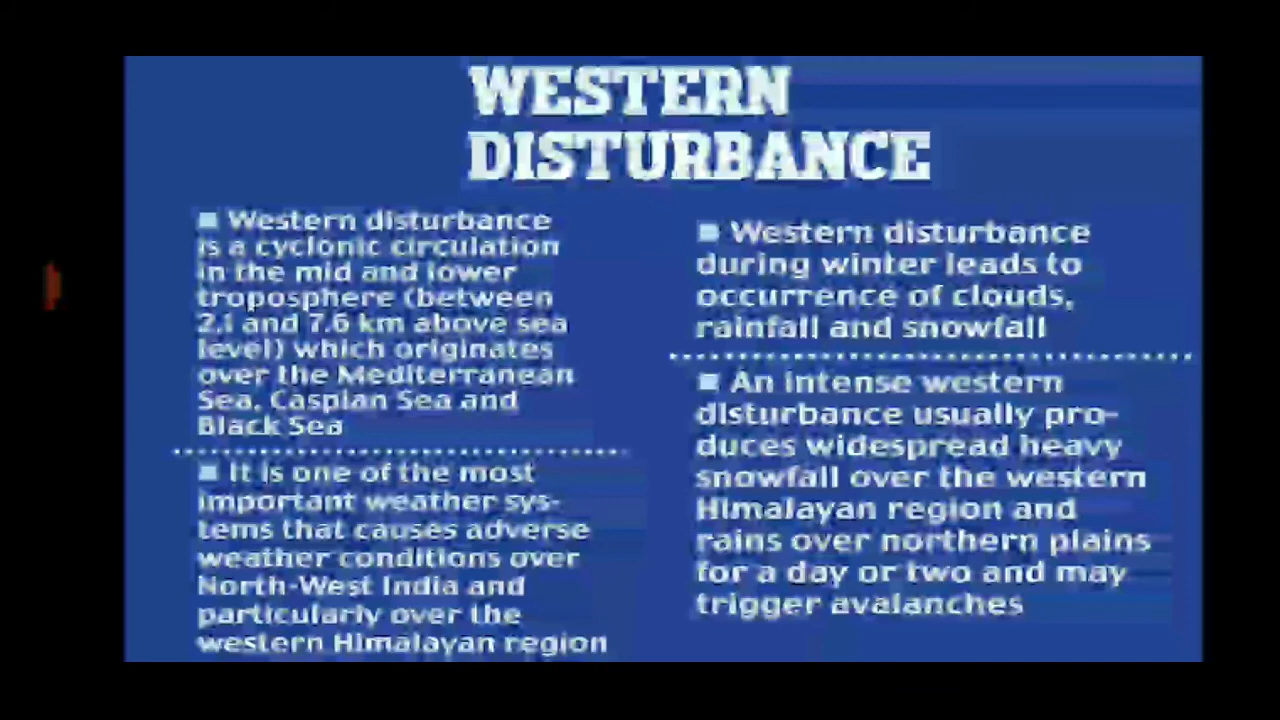 WESTERN
DISTURBANCE
■ Western disturbance
is a cyclonic circulation
in the mid and lower
troposphere (between
2.1 and 7.6 km above sea
level) which originates
over the Mediterranean
Sea, Caspian Sea and
Black Sea
■ It is one of the most
important weather sys-
tems that causes adverse
weather conditions over
North-West India and
particularly over the
western Himalayan region
■ Western disturbance
during winter leads to
occurrence of clouds,
rainfall and snowfall
■ An intense western
disturbance usually pro-
duces widespread heavy
snowfall over the western
Himalayan region and
rains over northern plains
for a day or two and may
trigger avalanches